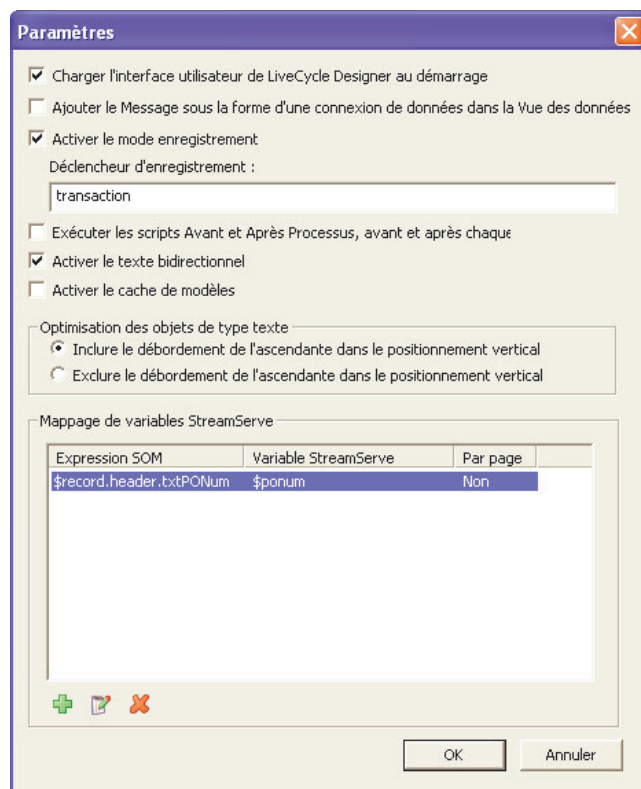 Paramètres
Charger l'interface utilisateur de LiveCycle Designer au démarrage
Ajouter le Message sous la forme d'une connexion de données dans la Vue des données
Activer le mode enregistrement
Déclencheur d'enregistrement :
transaction
Exécuter les scripts Avant et Après Processus, avant et après chaque
Activer le texte bidirectionnel
Activer le cache de modèles
Optimisation des objets de type texte
Inclure le débordement de l'ascendante dans le positionnement vertical
Exclure le débordement de l'ascendante dans le positionnement vertical
Mappage de variables StreamServe
Expression SOM Variable StreamServe Par page
$record.header.txtPONum $ponum Non
OK Annuler